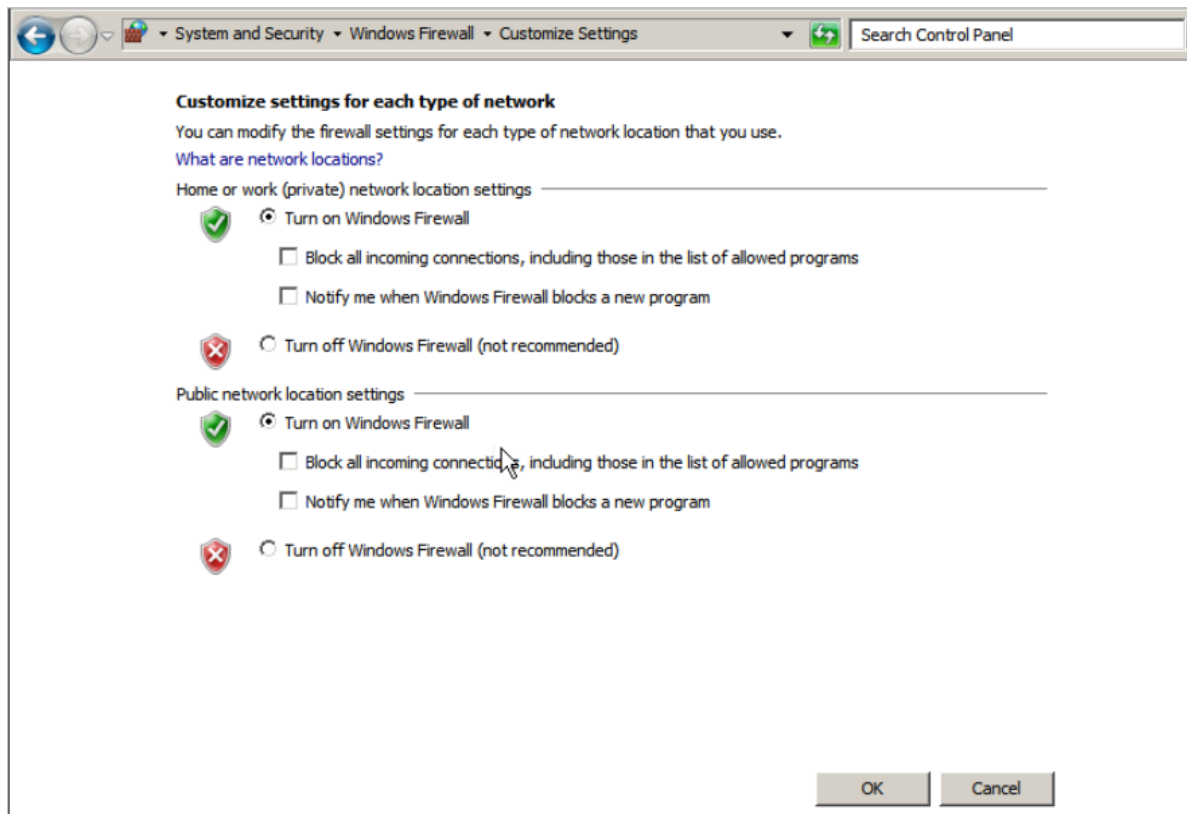 System and Security Windows Firewall Customize Settings Search Control Panel
Customize settings for each type of network
You can modify the firewall settings for each type of network location that you use.
What are network locations?
Home or work (private) network location settings
Turn on Windows Firewall
Block all incoming connections, including those in the list of allowed programs
Notify me when Windows Firewall blocks a new program
Turn off Windows Firewall (not recommended)
Public network location settings
Turn on Windows Firewall
Block all incoming connections, including those in the list of allowed programs
Notify me when Windows Firewall blocks a new program
Turn off Windows Firewall (not recommended)
OK Cancel